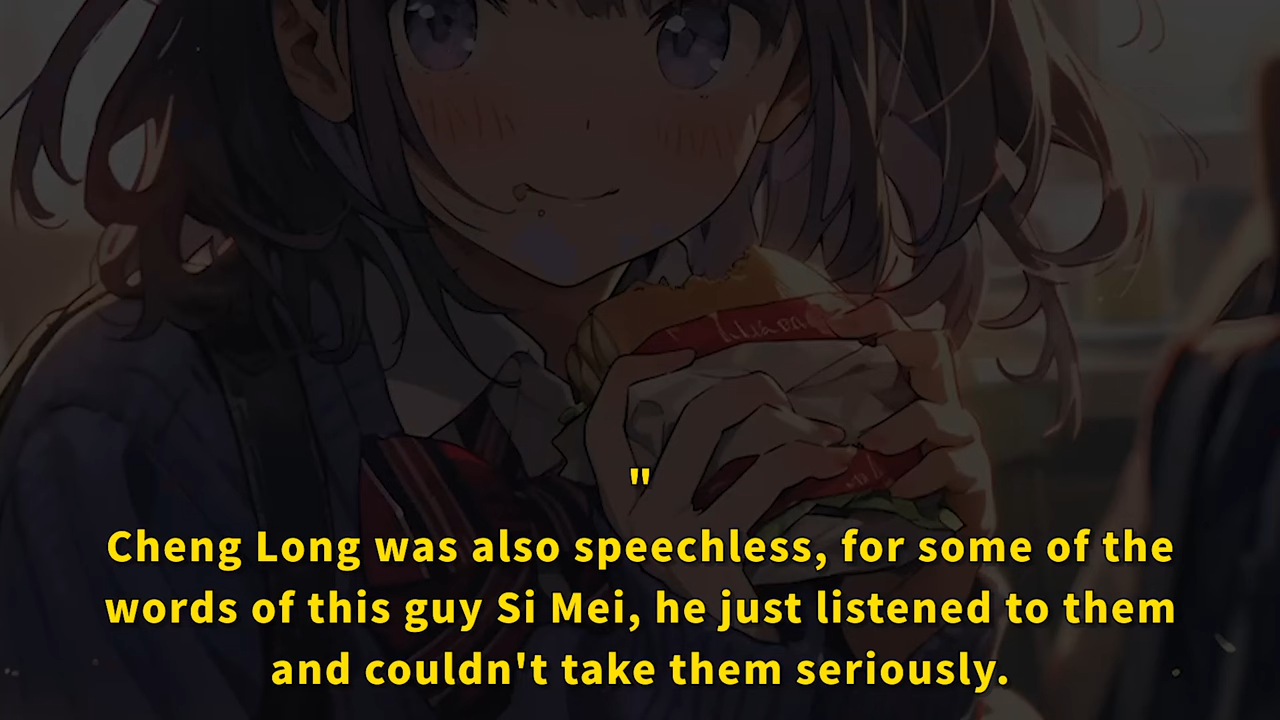 "
Cheng Long was also speechless, for some of the
words of this guy Si Mei, he just listened to them
and couldn't take them seriously.